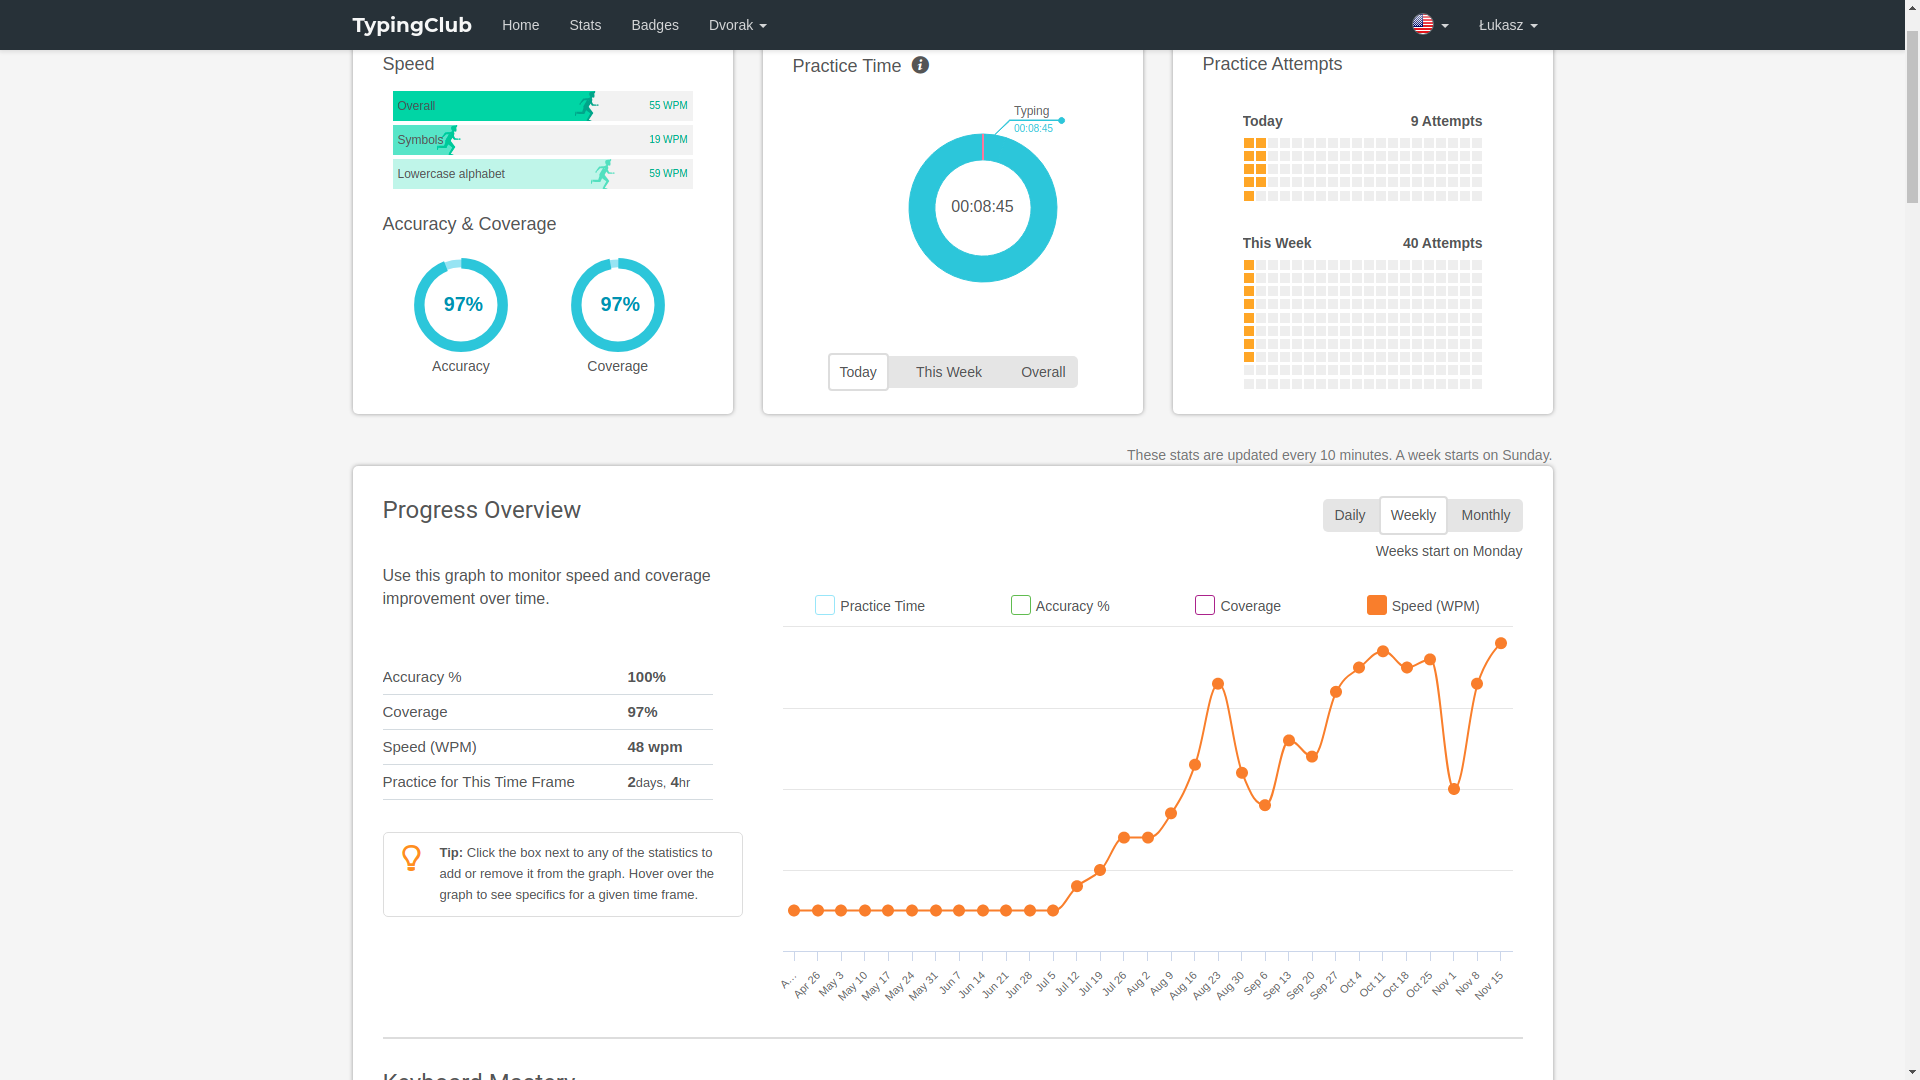 TypingClub
Home
Stats
Badges
Dvorak
Łukasz
Speed
Overall
55 WPM
Symbols
19 WPM
Lowercase alphabet
59 WPM
Accuracy & Coverage
97%
97%
Accuracy
Coverage
Practice Time
Typing
00:08:45
00:08:45
Today
This Week
Overall
Practice Attempts
Today
9 Attempts
This Week
40 Attempts
These stats are updated every 10 minutes. A week starts on Sunday.
Progress Overview
Daily
Weekly
Monthly
Weeks start on Monday
Use this graph to monitor speed and coverage
improvement over time.
Accuracy % 100%
Coverage 97%
Speed (WPM) 48 wpm
Practice for This Time Frame 2days, 4hr
Tip: Click the box next to any of the statistics to
add or remove it from the graph. Hover over the
graph to see specifics for a given time frame.
Practice Time
Accuracy %
Coverage
Speed (WPM)
A...
Apr 26
May 3
May 10
May 17
May 24
May 31
Jun 7
Jun 14
Jun 21
Jun 28
Jul 5
Jul 12
Jul 19
Jul 26
Aug 2
Aug 9
Aug 16
Aug 23
Aug 30
Sep 6
Sep 13
Sep 20
Sep 27
Oct 4
Oct 11
Oct 18
Oct 25
Nov 1
Nov 8
Nov 15
Keyboard Mastery